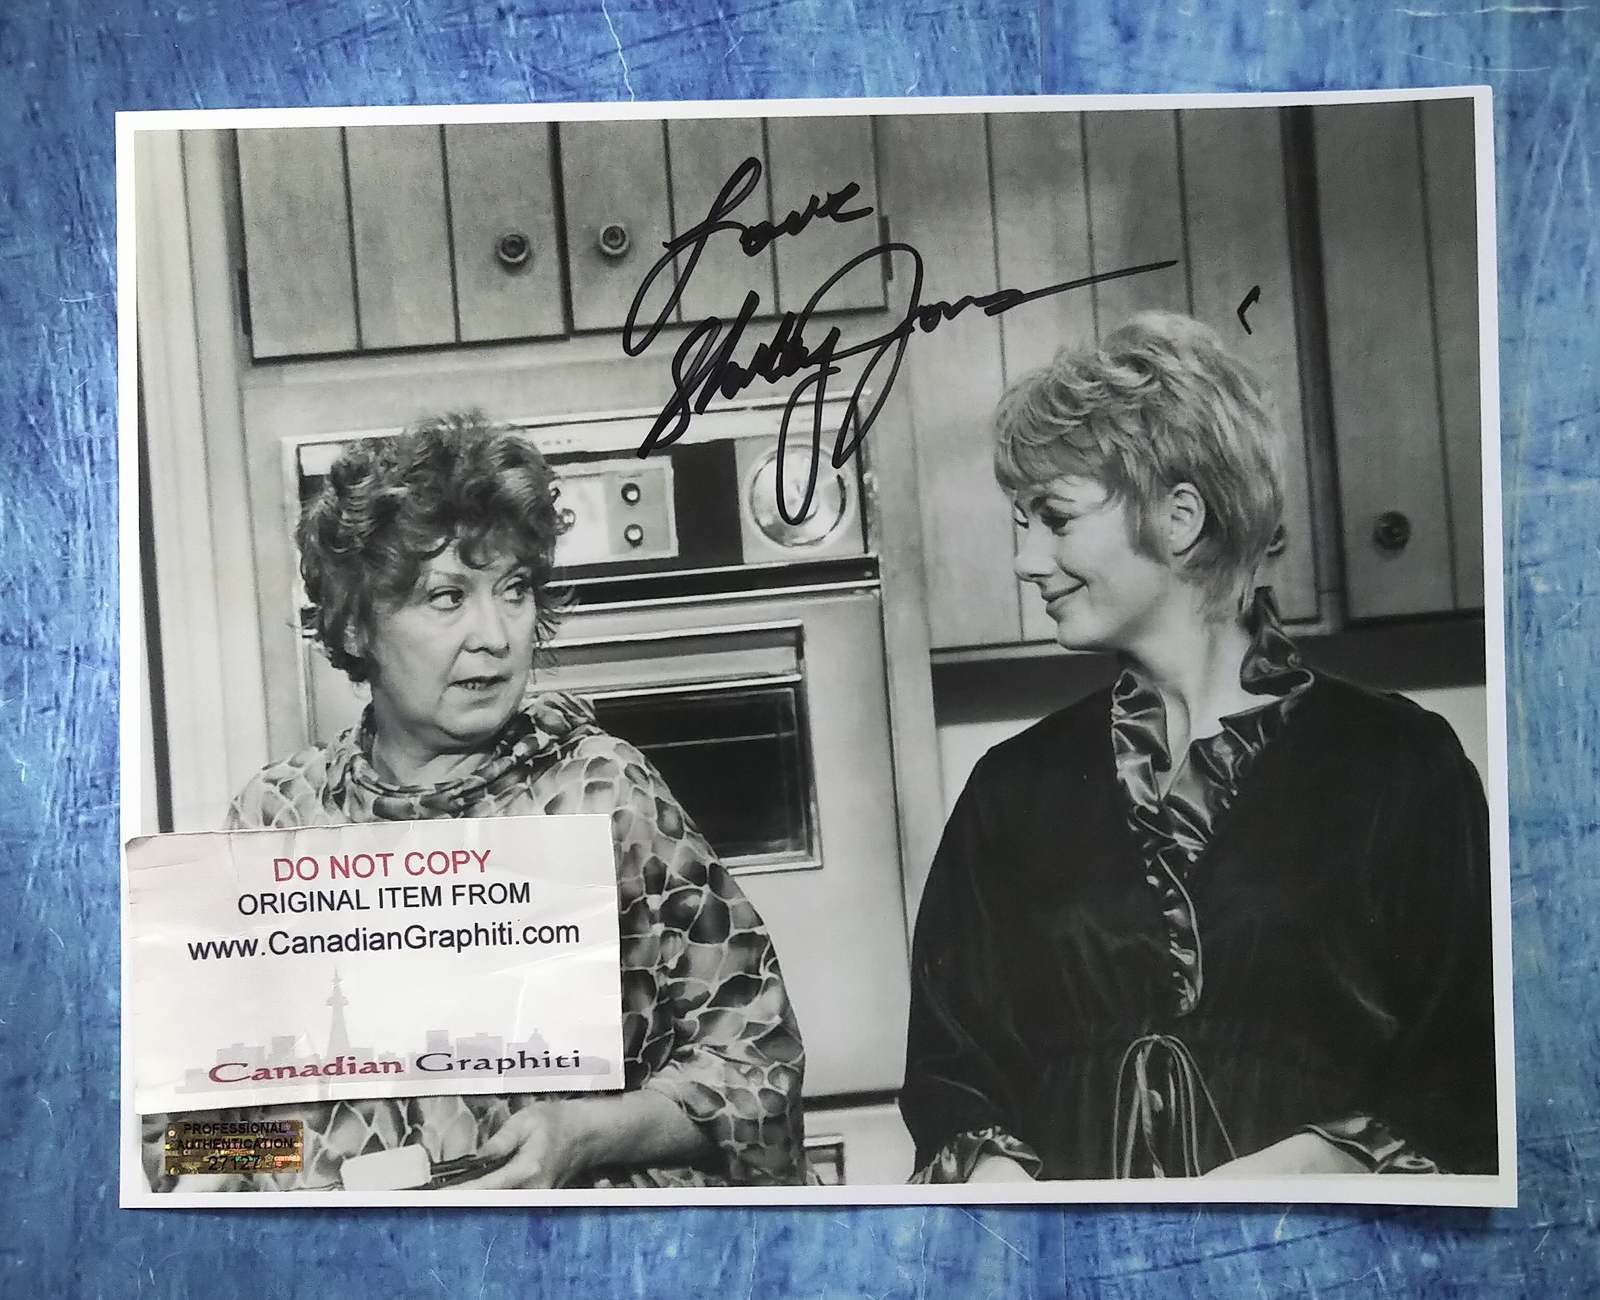 Love
Shirley Jones
DO NOT COPY
ORIGINAL ITEM FROM
www.CanadianGraphiti.com
Canadian Graphiti
PROFESSIONAL
AUTHENTICATION